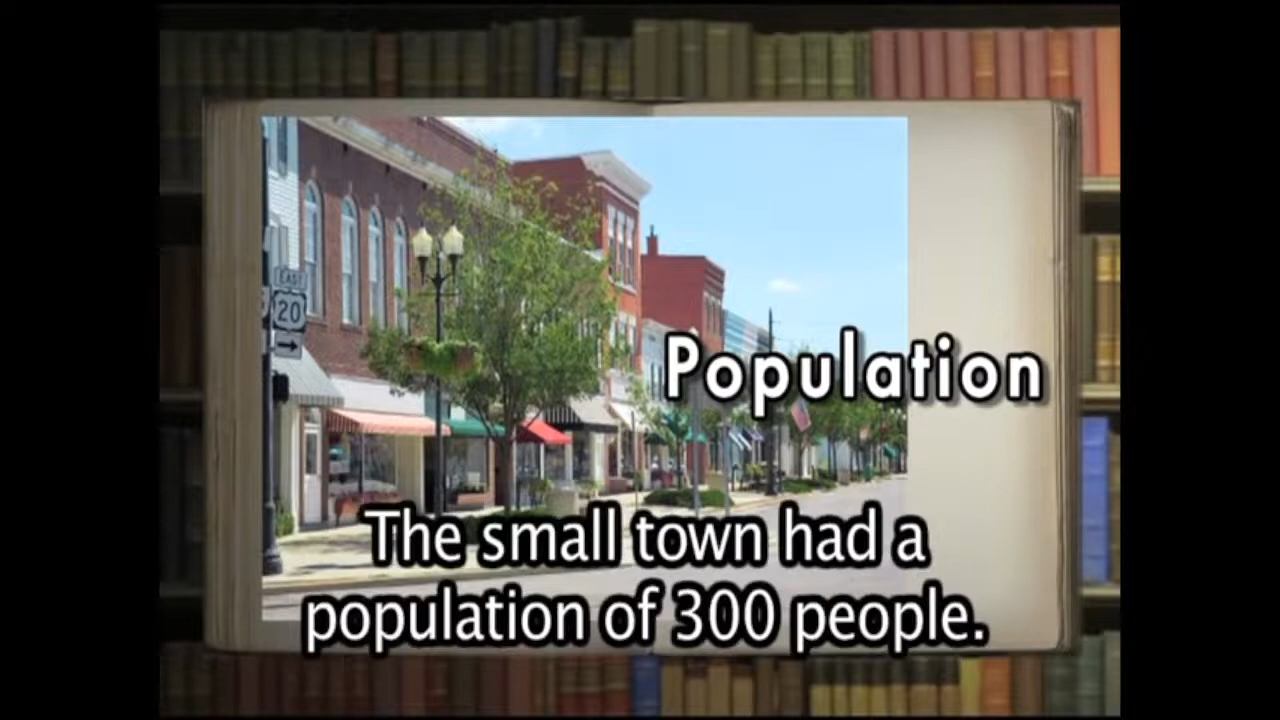 EAST
20
Population
The small town had a
population of 300 people.